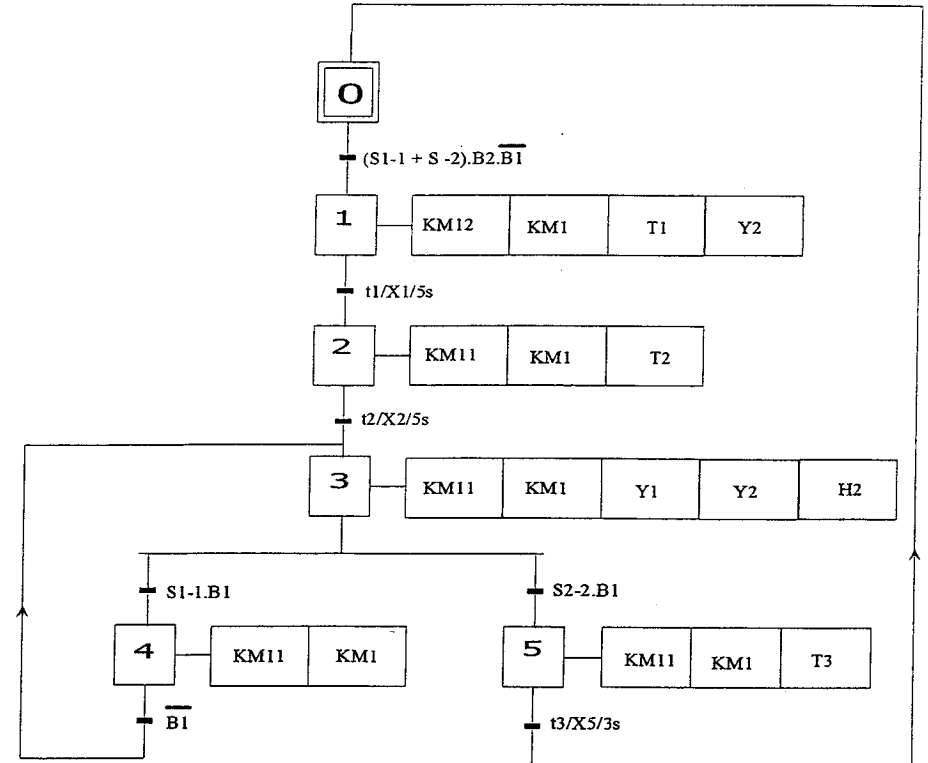 0
(S1-1 + S -2).B2.B̅1̅
1 KM12 KM1 T1 Y2
t1/X1/5s
2 KM11 KM1 T2
t2/X2/5s
3 KM11 KM1 Y1 Y2 H2
S1-1.B1 S2-2.B1
4 KM11 KM1 5 KM11 KM1 T3
B̅1̅ t3/X5/3s